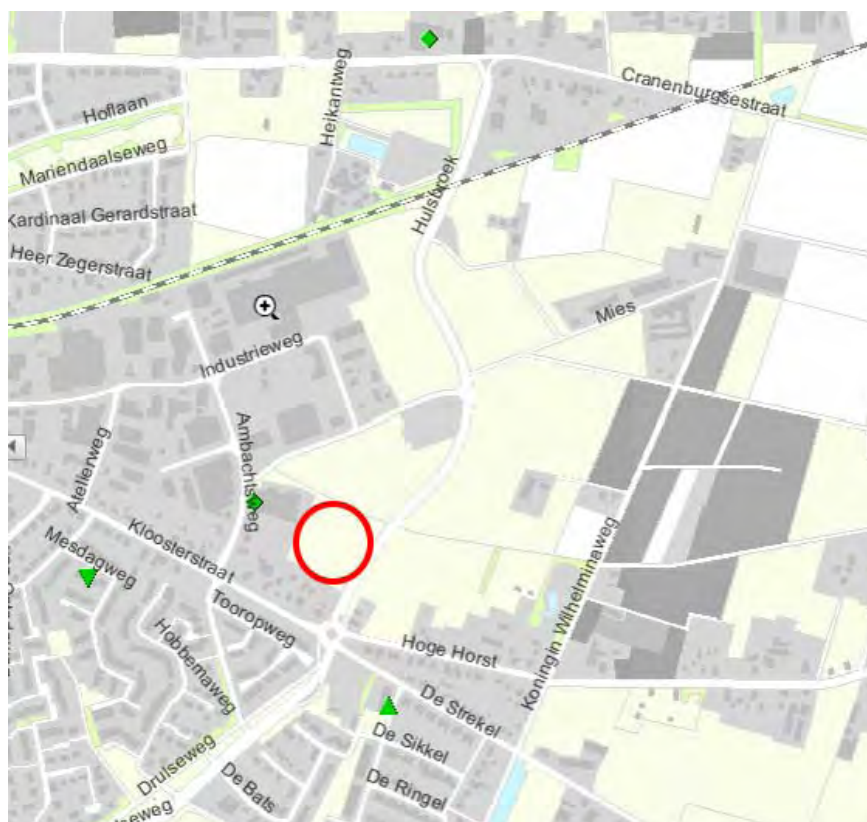 Cranenburgsestraat
Hoflaan
Heikantweg
Mariendaalseweg
Hulsbroek
Kardinaal Gerardstraat
Heer Zegerstraat
Mies
Industrieweg
Ambachtsweg
Atelierweg
Kloosterstraat
Mesdagweg
Koningin Wilhelminaweg
Tooropweg
Hobbemaweg
Hoge Horst
De Strekel
De Sikkel
Drulseweg
De Bats
De Ringel